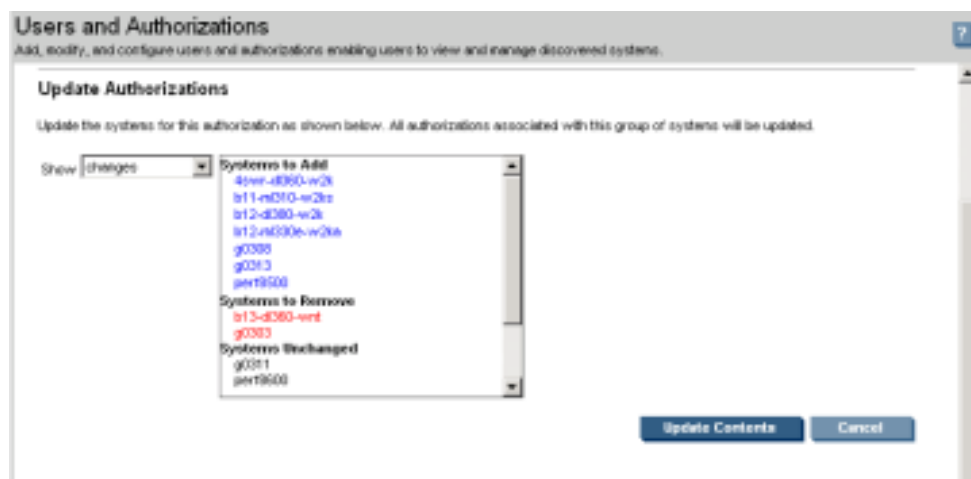 Users and Authorizations
?
Add, modify, and configure users and authorizations enabling users to view and manage discovered systems.
Update Authorizations
Update the systems for this authorization as shown below. All authorizations associated with this group of systems will be updated.
Show changes
Systems to Add
b11-ml310-w2ks
b12-dl380-w2k
g0308
g0313
Systems to Remove
b13-dl360-wnt
g0303
Systems Unchanged
g0311
Update Contents Cancel